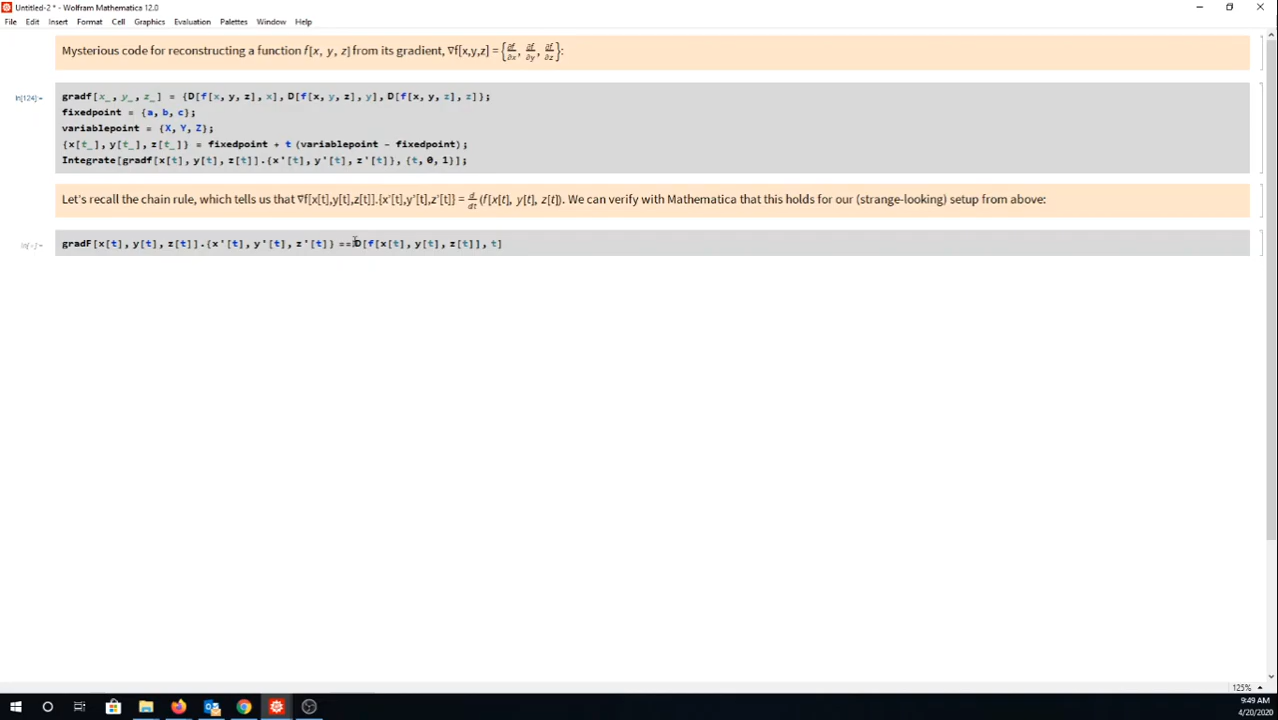 Untitled-2 * - Wolfram Mathematica 12.0
File Edit Insert Format Cell Graphics Evaluation Palettes Window Help
Mysterious code for reconstructing a function f[x, y, z] from its gradient, ∇f[x,y,z] = {∂f/∂x, ∂f/∂y, ∂f/∂z}:
In[124]:=
gradf[x_, y_, z_] = {D[f[x, y, z], x], D[f[x, y, z], y], D[f[x, y, z], z]};
fixedpoint = {a, b, c};
variablepoint = {X, Y, Z};
{x[t_], y[t_], z[t_]} = fixedpoint + t (variablepoint - fixedpoint);
Integrate[gradf[x[t], y[t], z[t]].{x'[t], y'[t], z'[t]}, {t, 0, 1}];
Let's recall the chain rule, which tells us that ∇f[x[t],y[t],z[t]].{x'[t],y'[t],z'[t]} = d/dt (f[x[t], y[t], z[t]). We can verify with Mathematica that this holds for our (strange-looking) setup from above:
In[•]:=
gradF[x[t], y[t], z[t]].{x'[t], y'[t], z'[t]} == D[f[x[t], y[t], z[t]], t]
125%
9:49 AM
4/20/2020